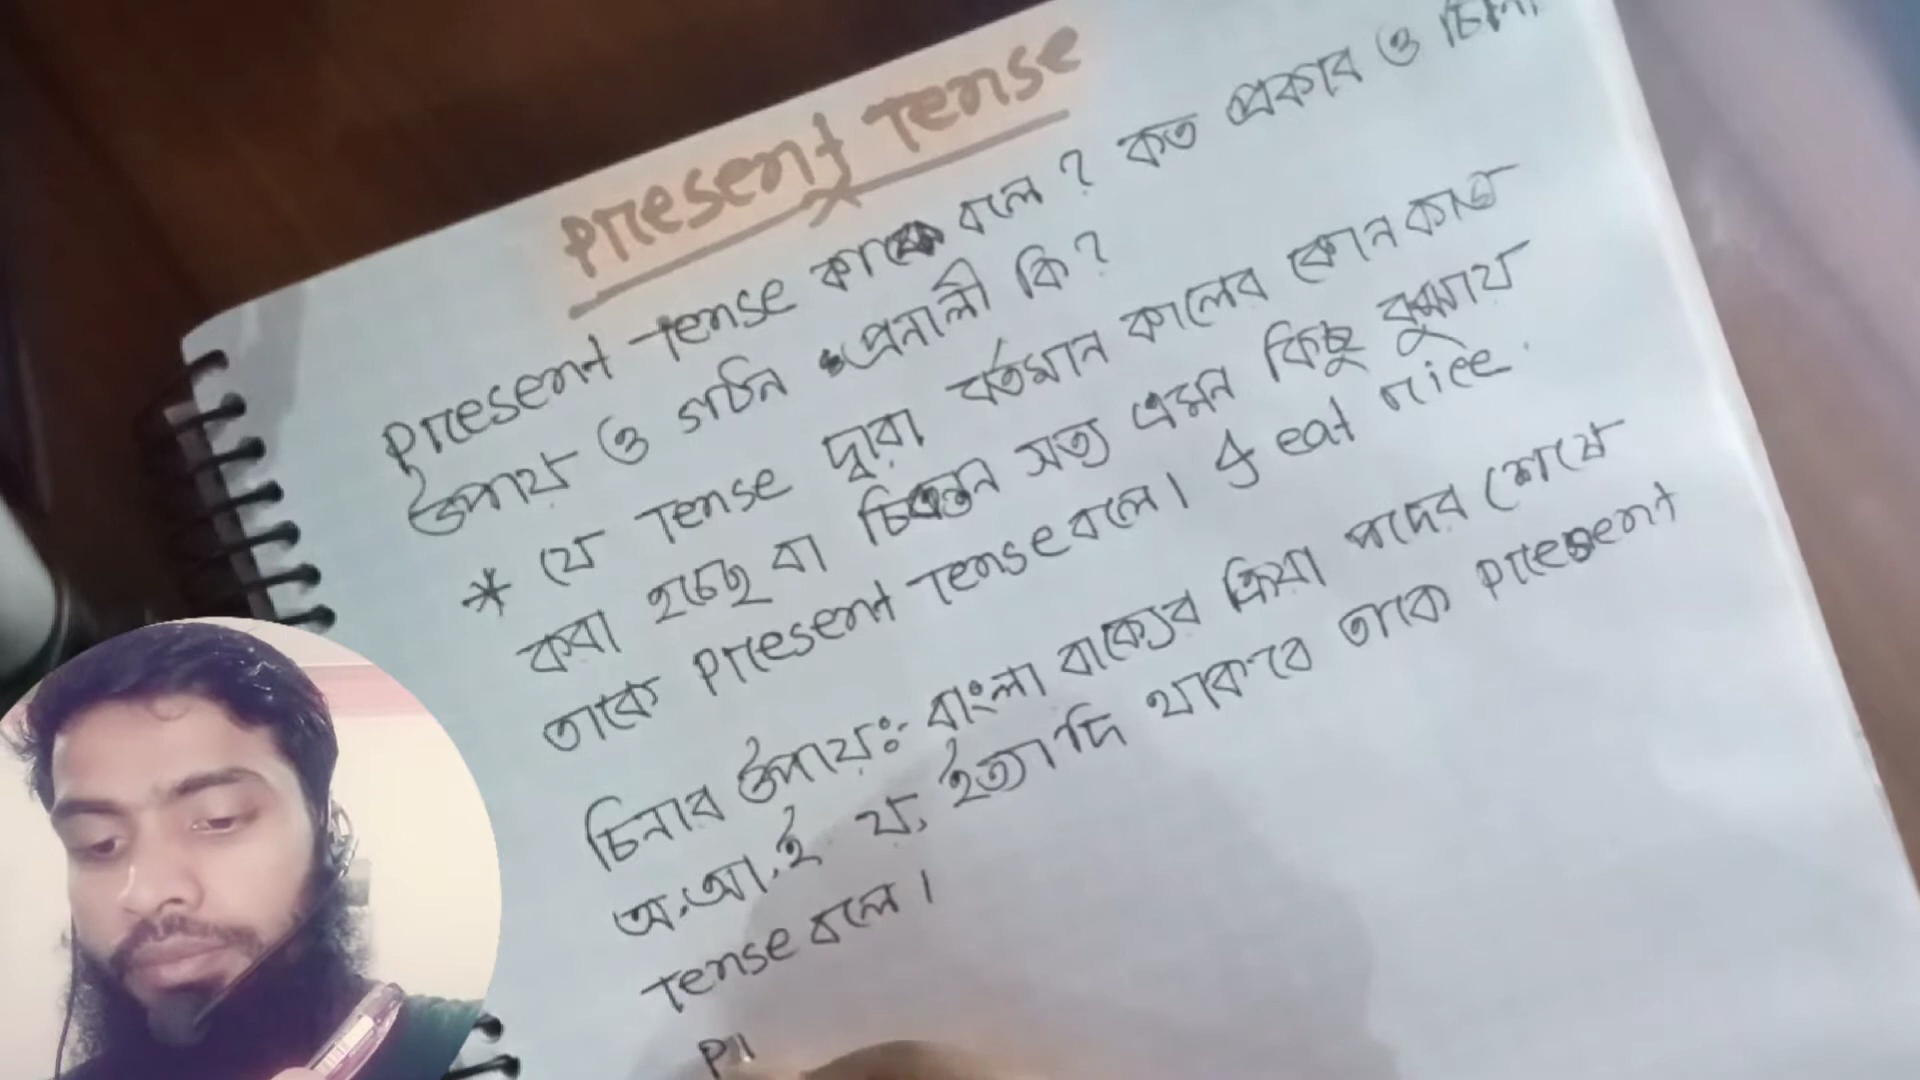 Present Tense
Present Tense কাকে বলে ? কত প্রকার ও চিনা
উপায় ও গঠন প্রনালী কি ?
* যে Tense দ্বারা বর্তমান কালের কোন কাজ
করা হচ্ছে বা চিরন্তন সত্য এমন কিছু বুঝায়
তাকে Present Tense বলে। I eat rice.
চিনার উপায়ঃ- বাংলা বাক্যের ক্রিয়া পদের শেষে
অ, আ, ই য়, ইত্যাদি থাকবে তাকে Present
Tense বলে।